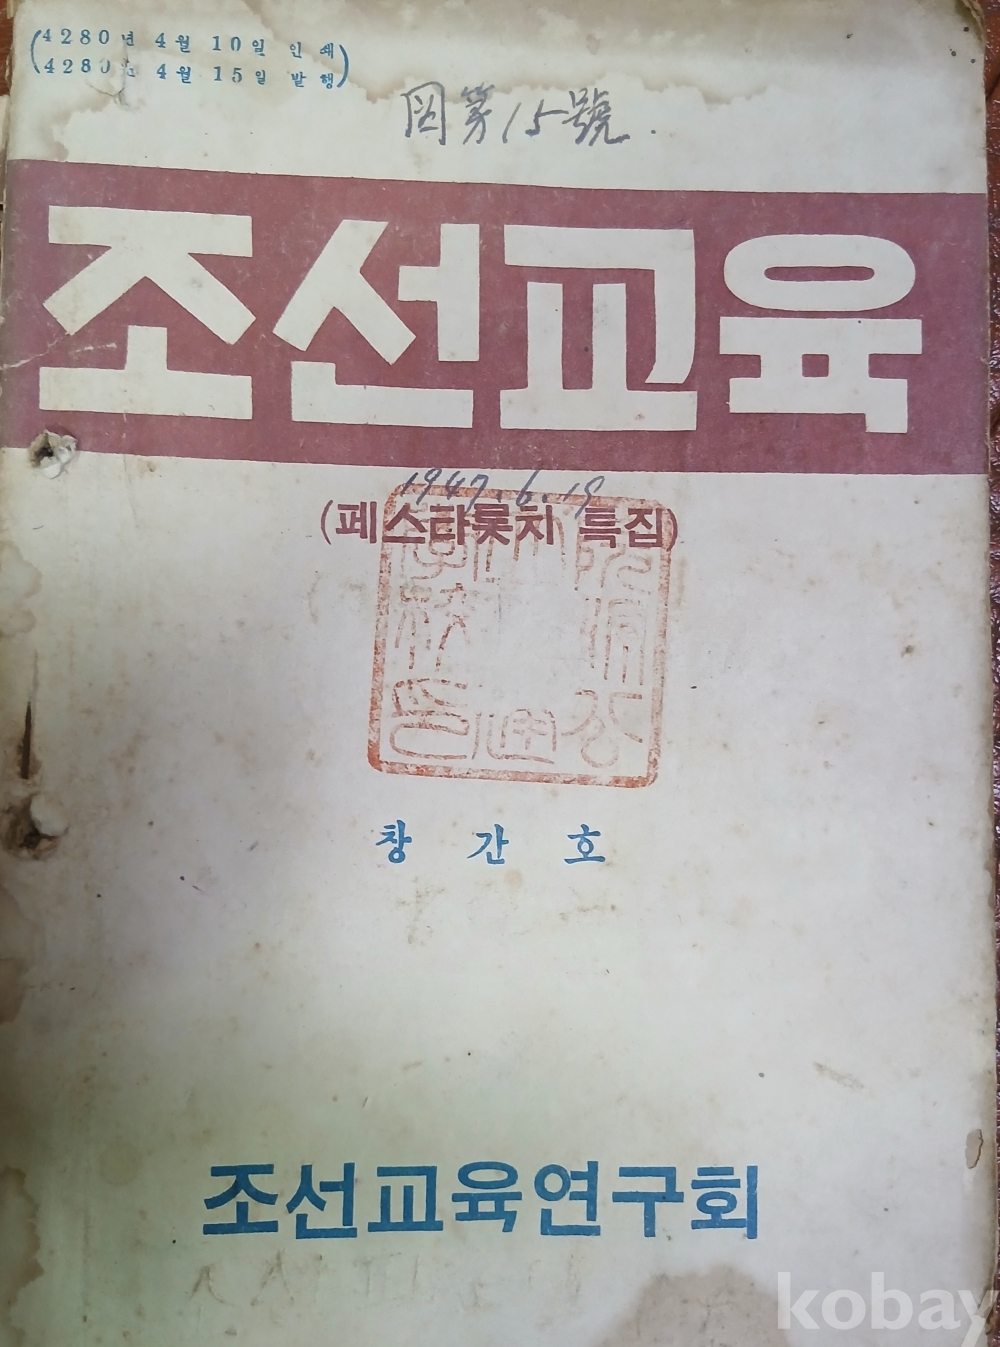 (4280년 4월 10일 인쇄
4280년 4월 15일 발행)
図第15號.
조선교육
1947.6.19
(페스타롯치 특집)
창간호
조선교육연구회
kobay